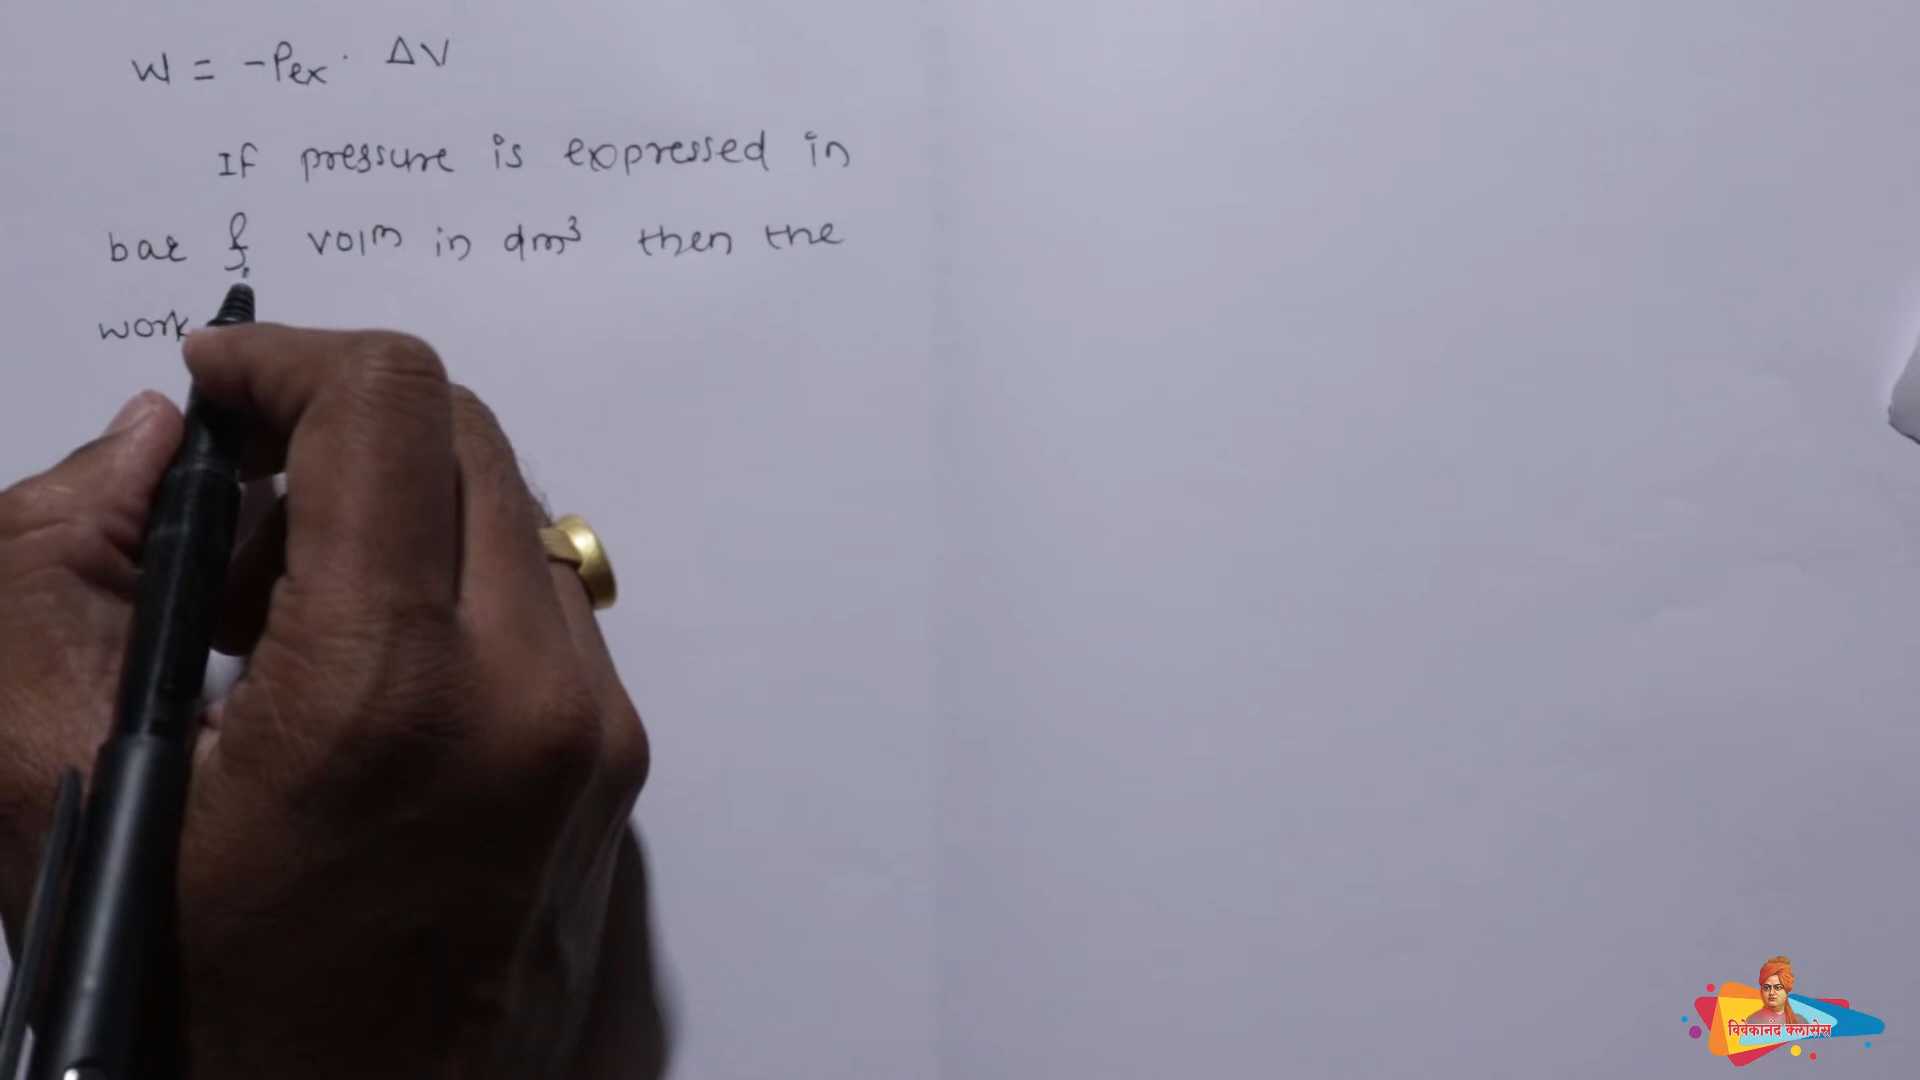 W = -Pex · ΔV
If pressure is expressed in
bar & volm in dm³ then the
work
विवेकानंद क्लासेस